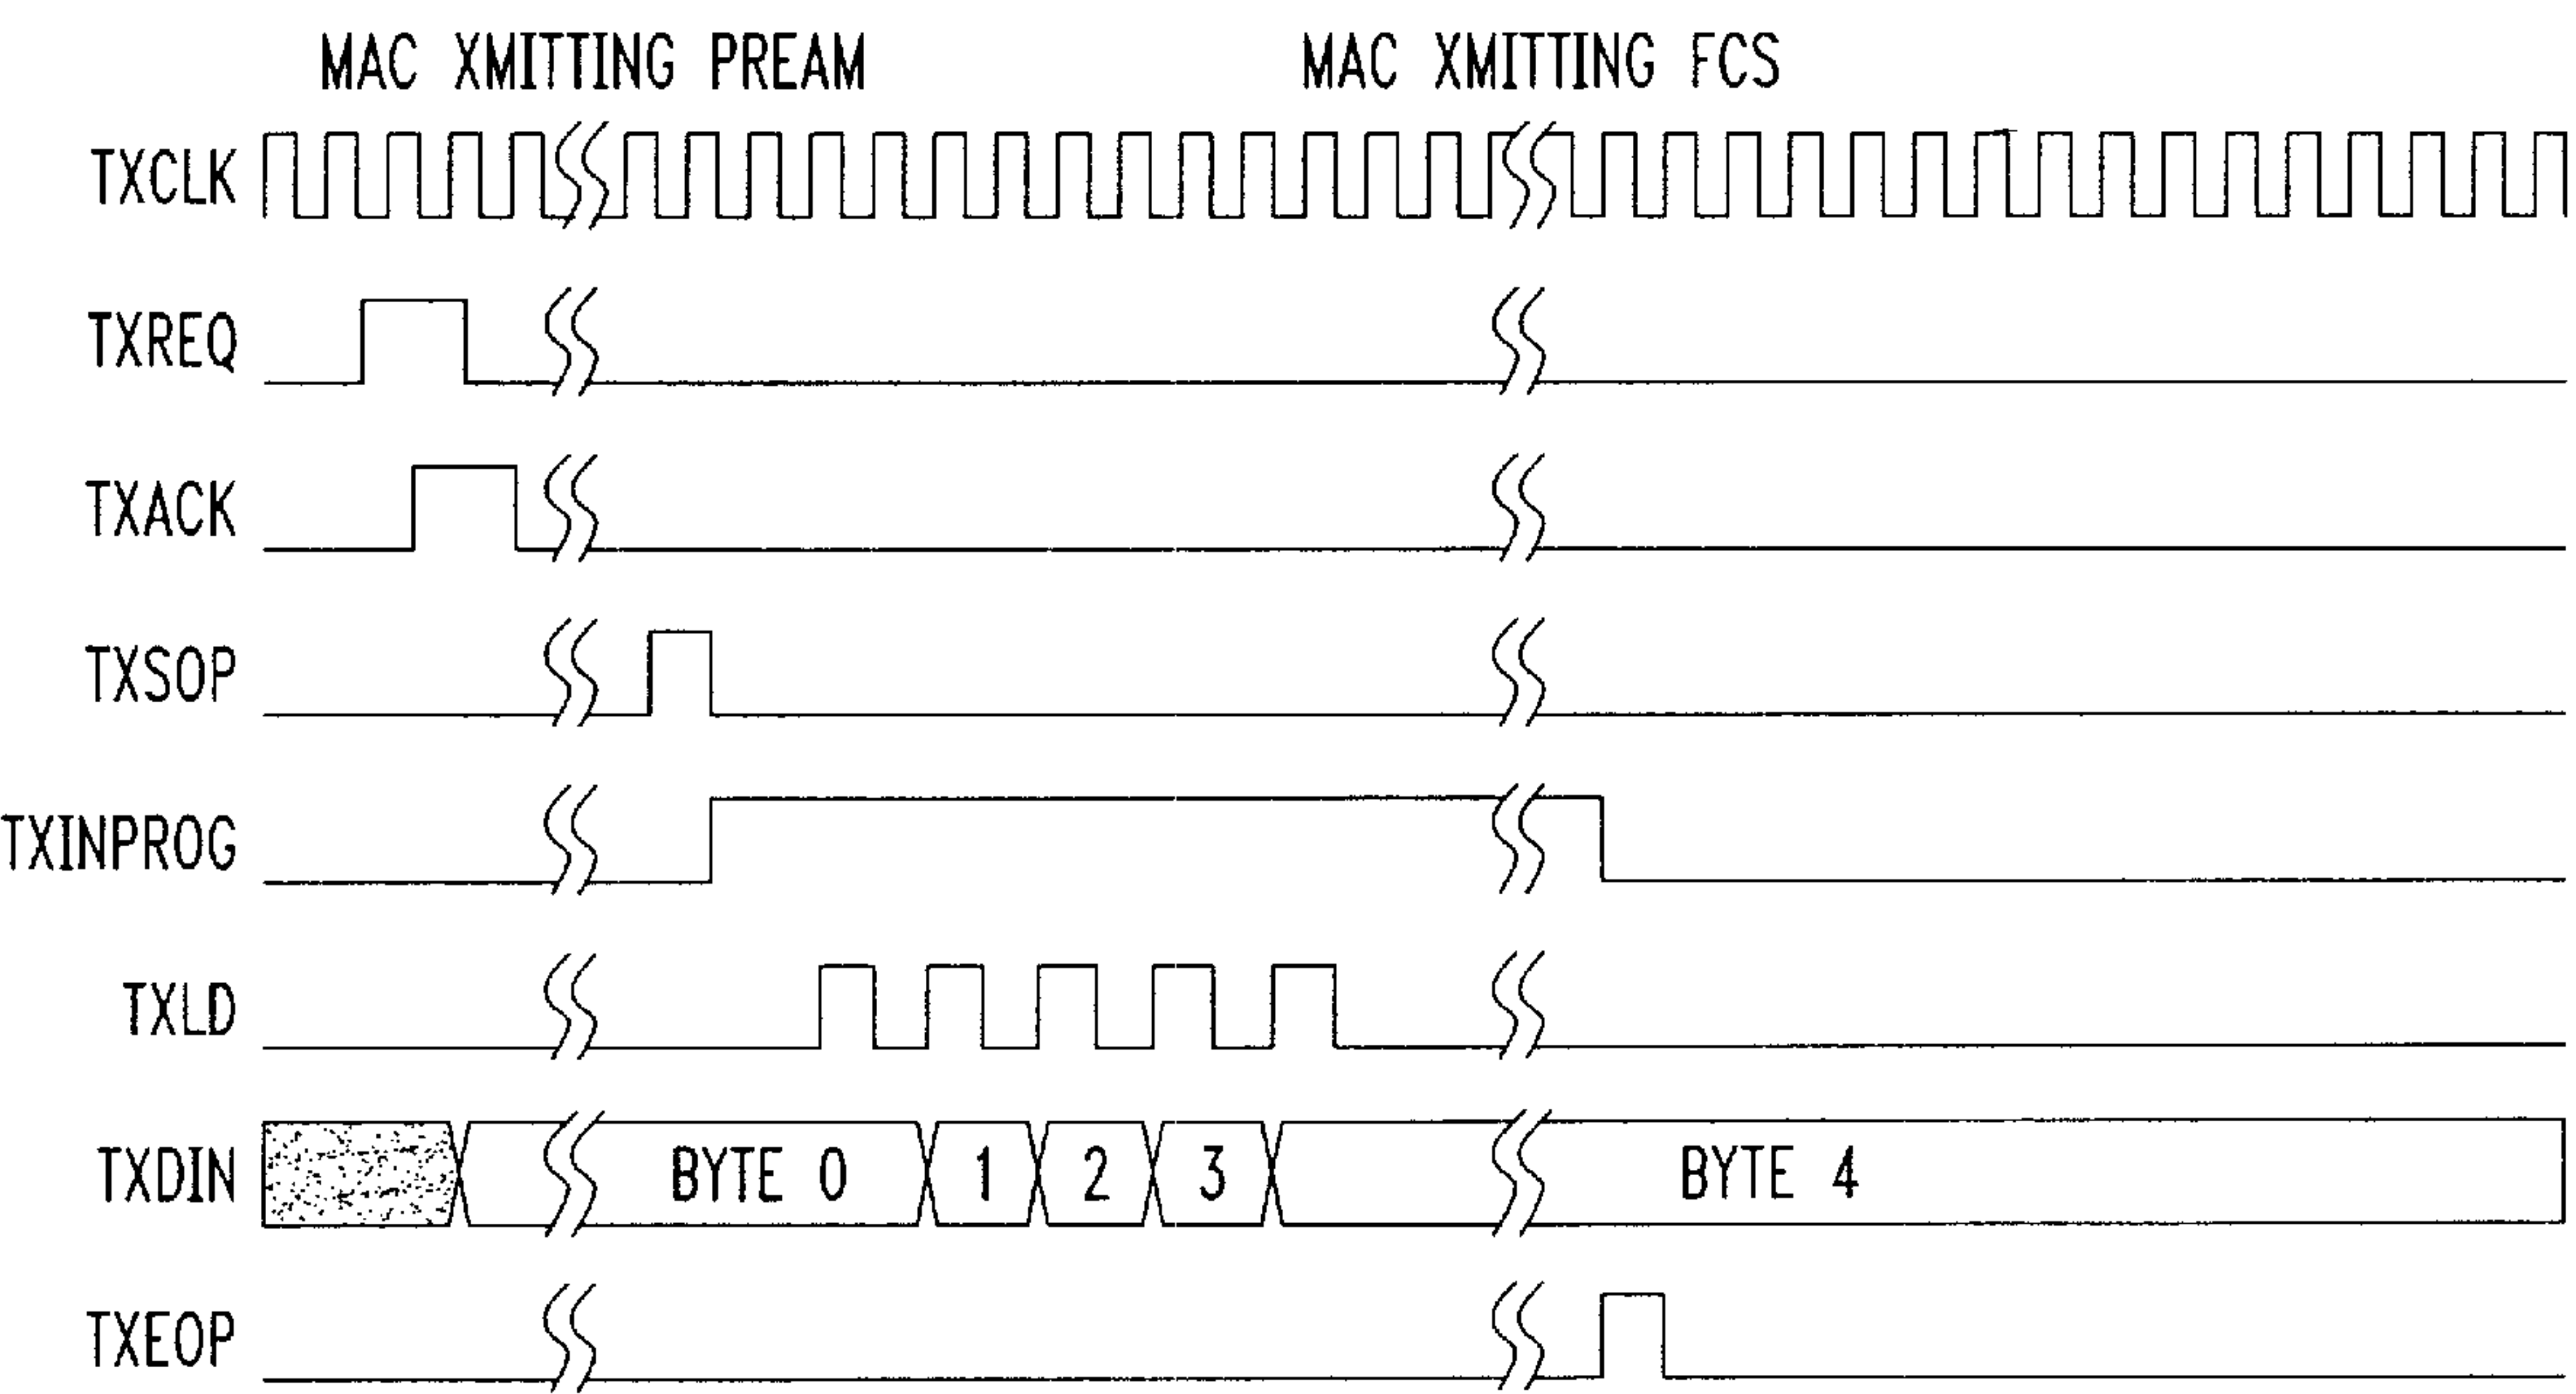 MAC XMITTING PREAM
MAC XMITTING FCS
TXCLK
TXREQ
TXACK
TXSOP
TXINPROG
TXLD
TXDIN
BYTE 0
1
2
3
BYTE 4
TXEOP